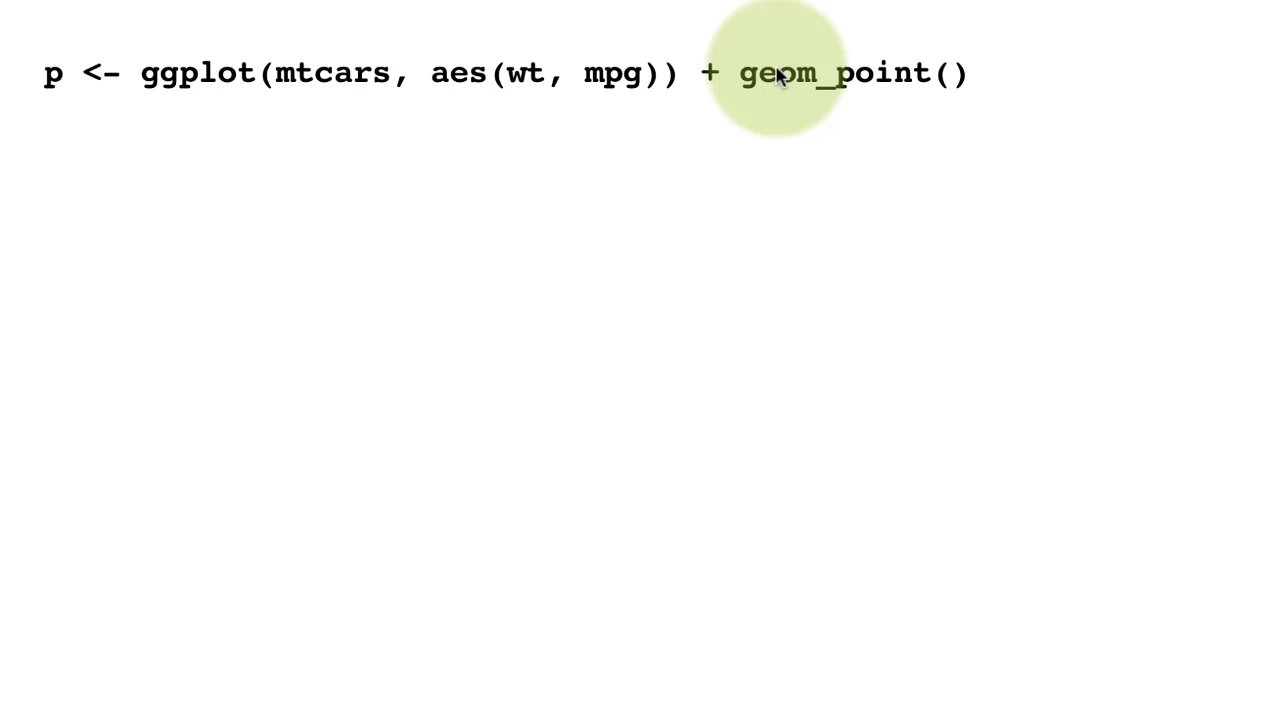 p <- ggplot(mtcars, aes(wt, mpg)) + geom_point()